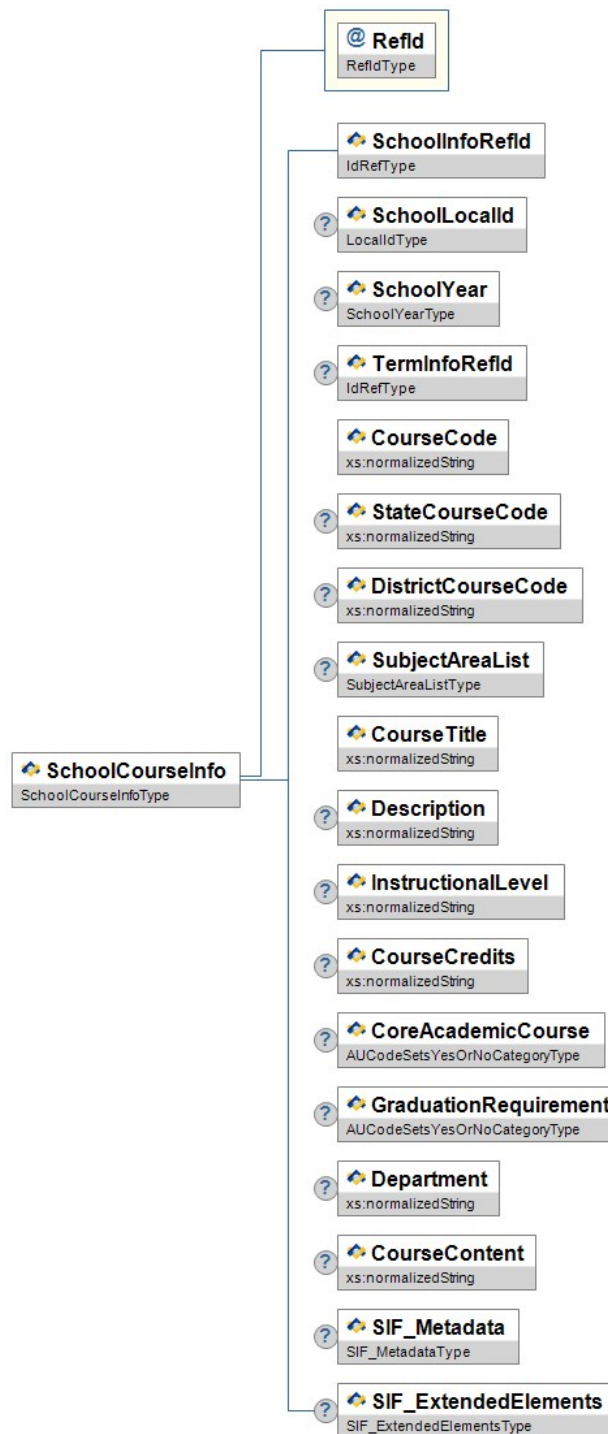 @ RefId
RefIdType
SchoolInfoRefId
IdRefType
? SchoolLocalId
LocalIdType
? SchoolYear
SchoolYearType
? TermInfoRefId
IdRefType
CourseCode
xs:normalizedString
? StateCourseCode
xs:normalizedString
? DistrictCourseCode
xs:normalizedString
? SubjectAreaList
SubjectAreaListType
CourseTitle
xs:normalizedString
SchoolCourseInfo
SchoolCourseInfoType
? Description
xs:normalizedString
? InstructionalLevel
xs:normalizedString
? CourseCredits
xs:normalizedString
? CoreAcademicCourse
AUCodeSetsYesOrNoCategoryType
? GraduationRequirement
AUCodeSetsYesOrNoCategoryType
? Department
xs:normalizedString
? CourseContent
xs:normalizedString
? SIF_Metadata
SIF_MetadataType
? SIF_ExtendedElements
SIF_ExtendedElementsType